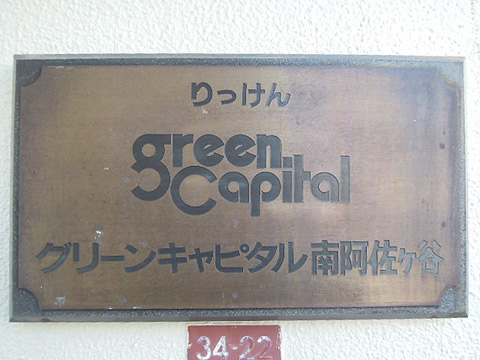 りっけん
green
Capital
グリーンキャピタル南阿佐ヶ谷
34-22